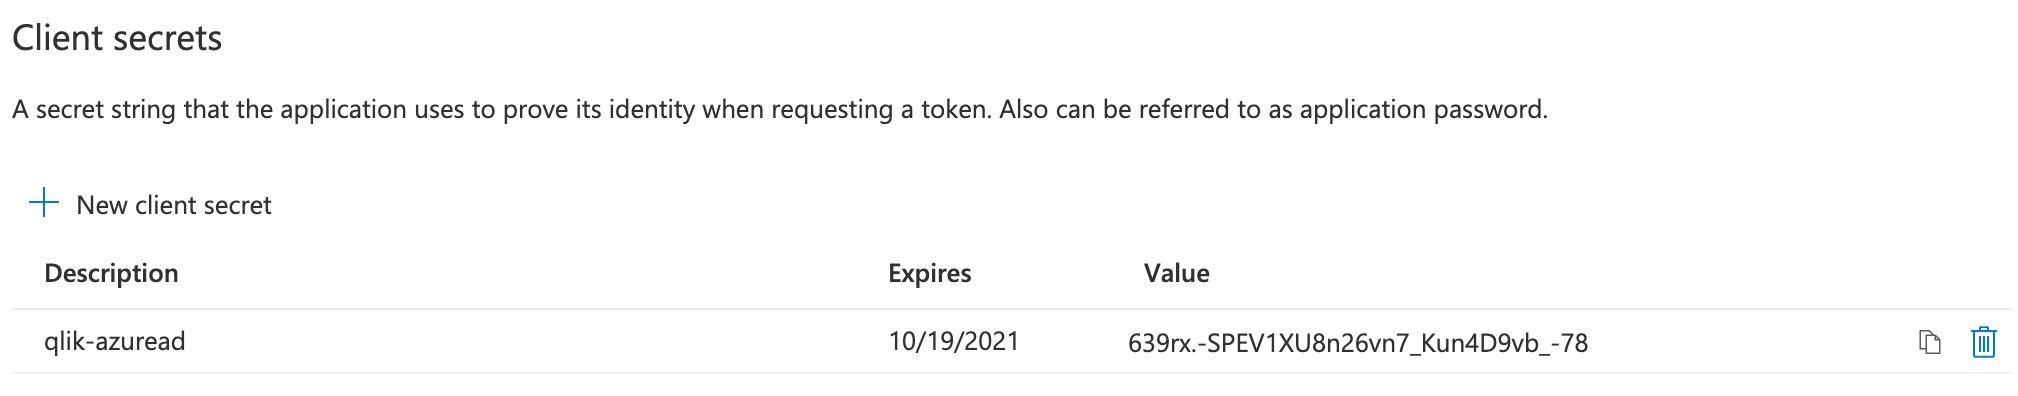 Client secrets
A secret string that the application uses to prove its identity when requesting a token. Also can be referred to as application password.
New client secret
Description Expires Value
qlik-azuread 10/19/2021 639rx.-SPEV1XU8n26vn7_Kun4D9vb_-78